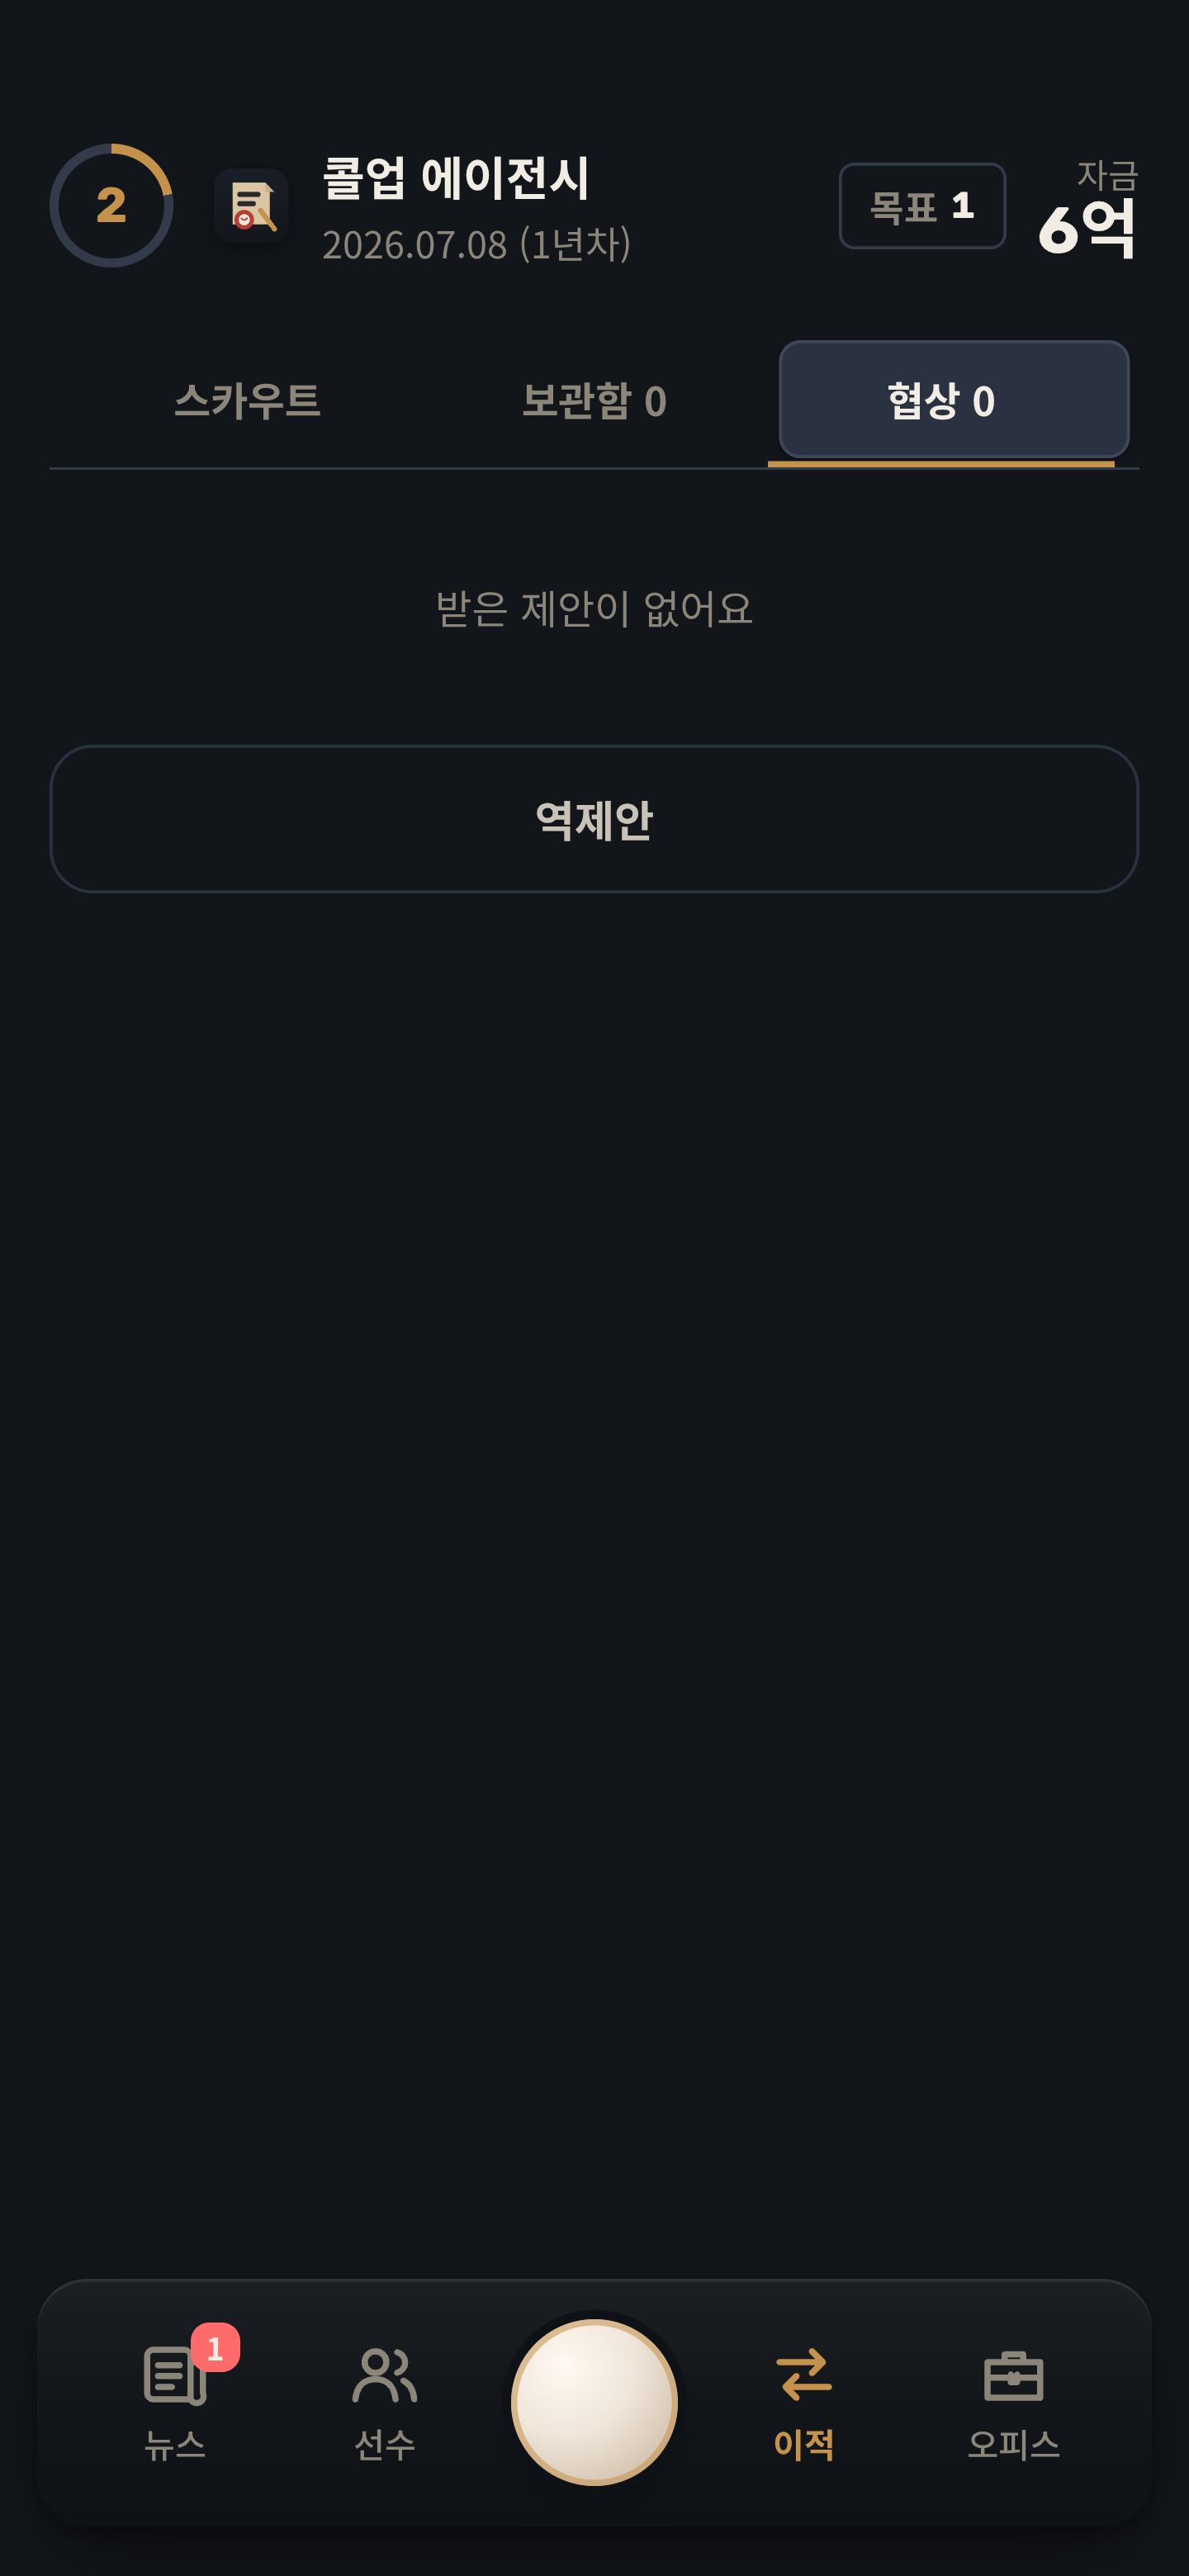 2
콜업 에이전시
2026.07.08 (1년차)
목표 1
자금
6억
스카우트
보관함 0
협상 0
받은 제안이 없어요
역제안
1
뉴스
선수
이적
오피스